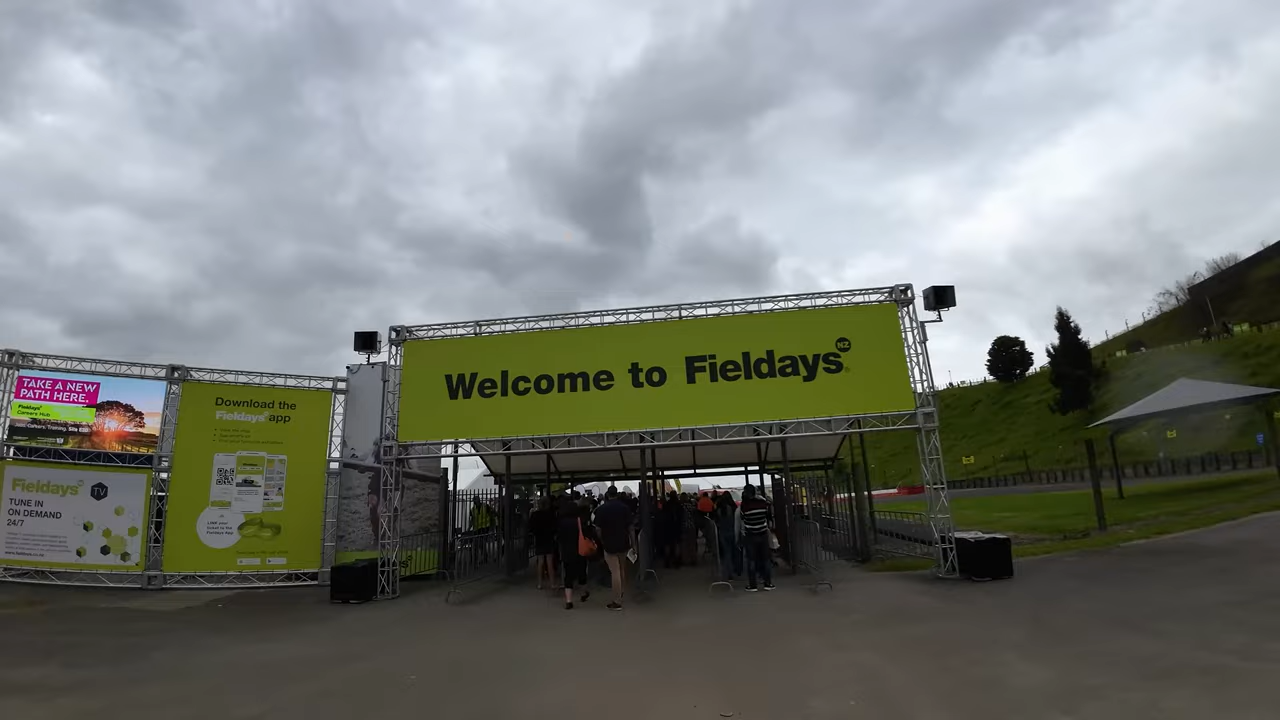 TAKE A NEW
PATH HERE.
Fieldays
Careers Hub
Fieldays TV
TUNE IN
ON DEMAND
24/7
Download the
Fieldays app
Welcome to Fieldays NZ